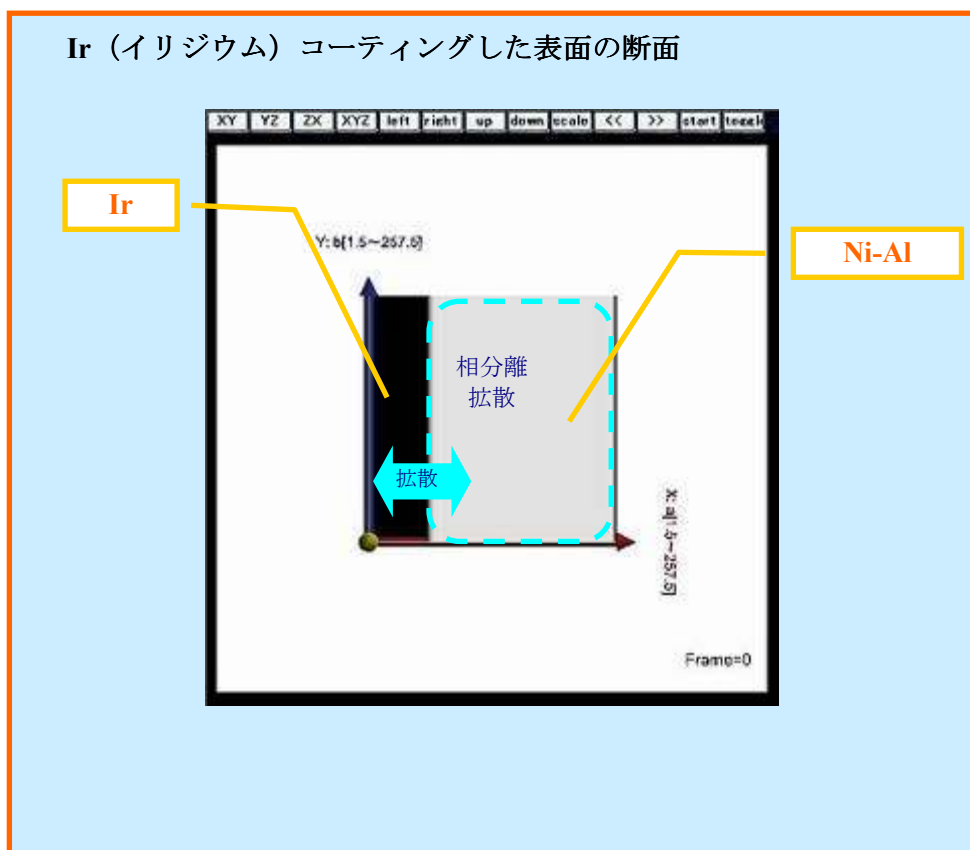 Ir（イリジウム）コーティングした表面の断面
XY YZ ZX XYZ left right up down scale << >> start toggle
Ir
Y: b[1.5～257.5]
Ni-Al
相分離
拡散
拡散
X: a[1.5～257.5]
Frame=0